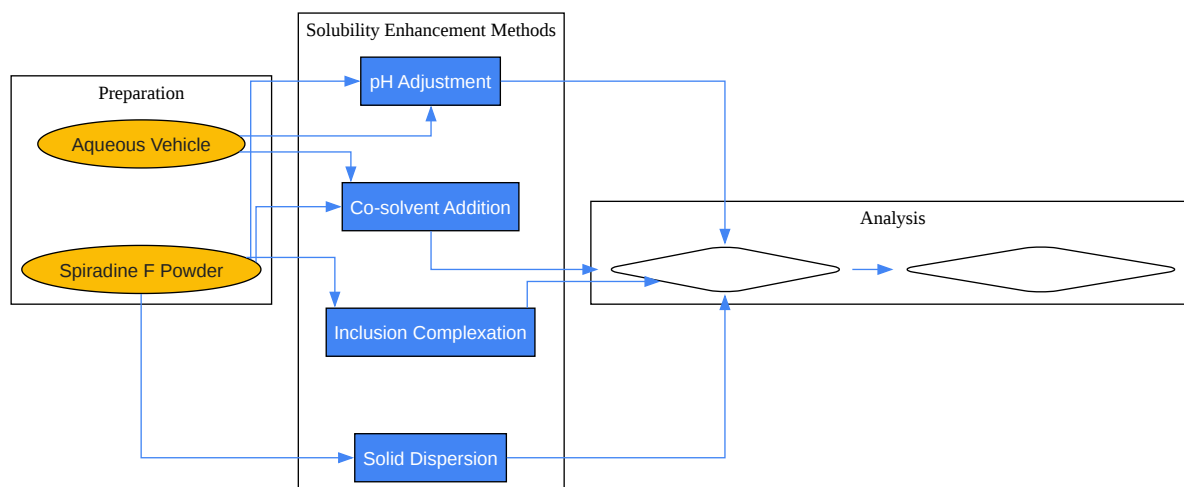 Preparation
Aqueous Vehicle
Spiradine F Powder
Solubility Enhancement Methods
pH Adjustment
Co-solvent Addition
Inclusion Complexation
Solid Dispersion
Analysis